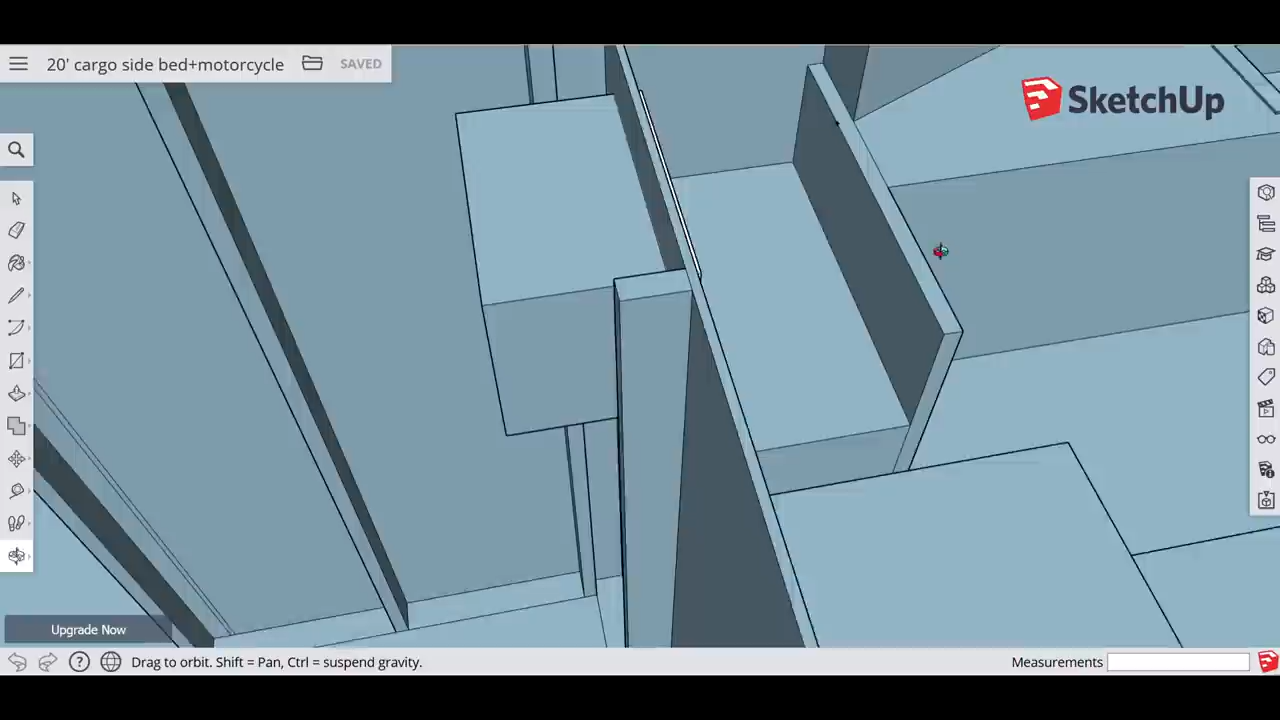 20' cargo side bed+motorcycle SAVED
SketchUp
Upgrade Now
Drag to orbit. Shift = Pan, Ctrl = suspend gravity.
Measurements